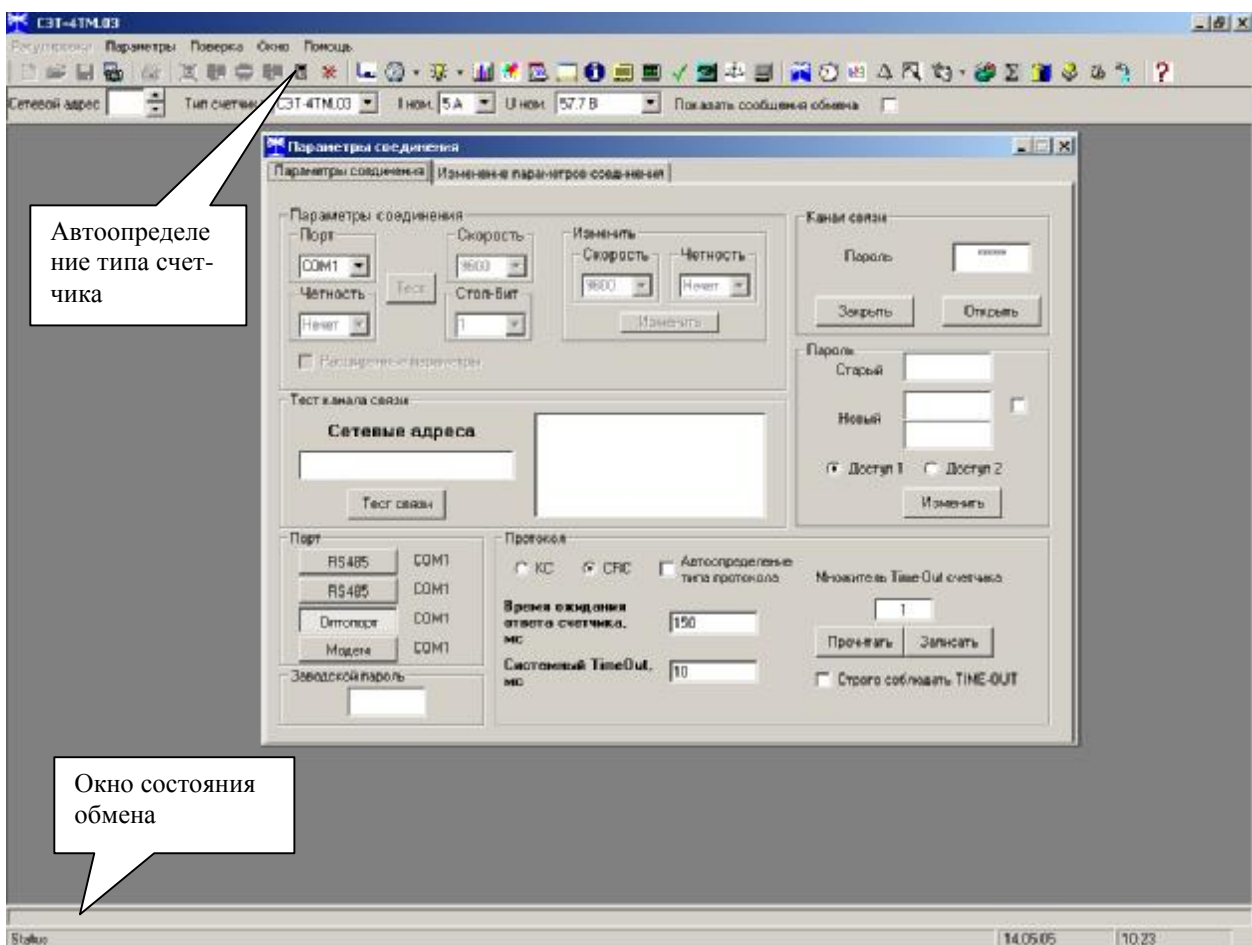 СЭТ-4ТМ.03
Регулировка Параметры Поверка Окно Помощь
Сетевой адрес Тип счетчика СЭТ-4ТМ.03 I ном. 5 А U ном. 57.7 В Показать сообщения обмена
Параметры соединения
Параметры соединения Изменение параметров соединения
Автоопределе
ние типа счет-
чика
Параметры соединения
Порт
COM1
Тест
Скорость
9600
Четность
Нечет
Стоп-Бит
1
Расширенные параметры
Изменить
Скорость
9600
Четность
Нечет
Изменить
Канал связи
Пароль
******
Закрыть Открыть
Пароль
Старый
Новый
Доступ 1 Доступ 2
Изменить
Тест канала связи
Сетевые адреса
Тест связи
Порт
RS485 COM1
RS485 COM1
Оптопорт COM1
Модем COM1
Заводской пароль
Протокол
КС CRC
Автоопределение
типа протокола
Время ожидания
ответа счетчика,
мс
150
Системный TimeOut,
мс
10
Множитель Time-Out счетчика
1
Прочитать Записать
Строго соблюдать TIME-OUT
Окно состояния
обмена
Status 14.05.05 10:23